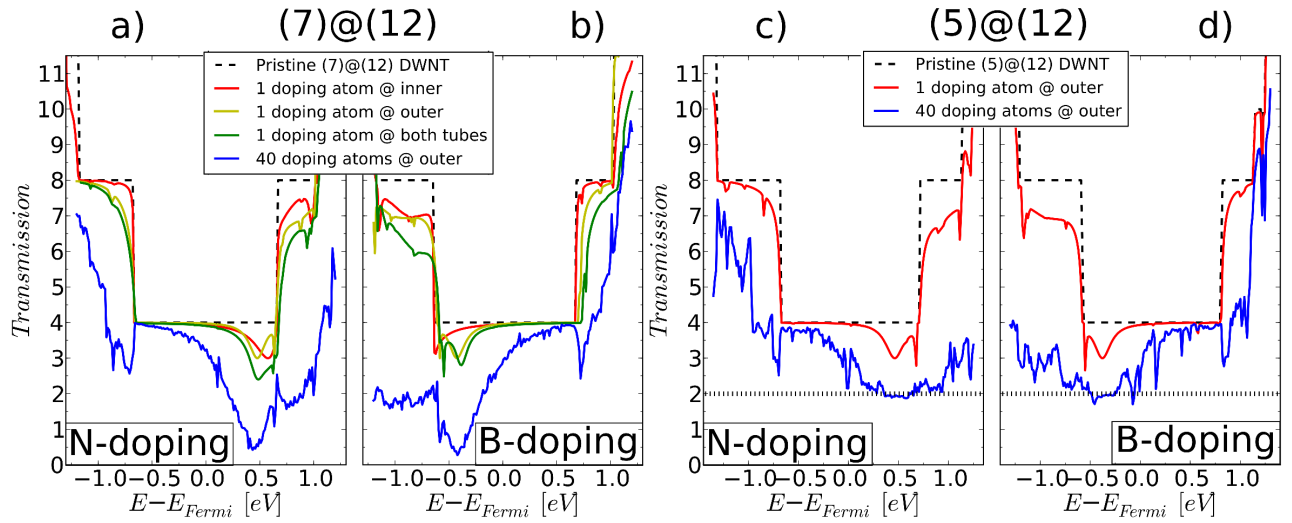 a) (7)@(12) b) c) (5)@(12) d)
Pristine (7)@(12) DWNT
1 doping atom @ inner
1 doping atom @ outer
1 doping atom @ both tubes
40 doping atoms @ outer
Pristine (5)@(12) DWNT
1 doping atom @ outer
40 doping atoms @ outer
Transmission
11
10
9
8
7
6
5
4
3
2
1
0
N-doping
−1.0 −0.5 0.0 0.5 1.0
E−E_Fermi [eV]
B-doping
−1.0 −0.5 0.0 0.5 1.0
E−E_Fermi [eV]
Transmission
11
10
9
8
7
6
5
4
3
2
1
0
N-doping
−1.0 −0.5 0.0 0.5 1.0
E−E_Fermi [eV]
B-doping
−1.0 −0.5 0.0 0.5 1.0
E−E_Fermi [eV]